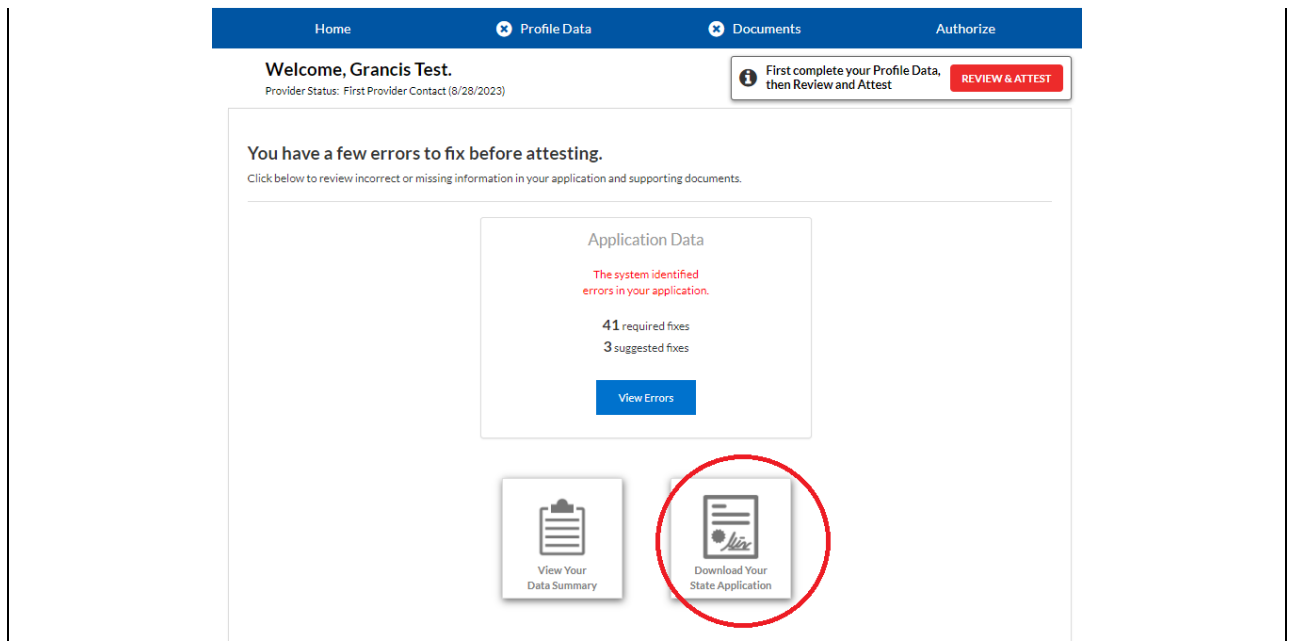 Home Profile Data Documents Authorize
Welcome, Grancis Test.
Provider Status: First Provider Contact (8/28/2023)
First complete your Profile Data,
then Review and Attest
REVIEW & ATTEST
You have a few errors to fix before attesting.
Click below to review incorrect or missing information in your application and supporting documents.
Application Data
The system identified
errors in your application.
41 required fixes
3 suggested fixes
View Errors
View Your
Data Summary
Download Your
State Application